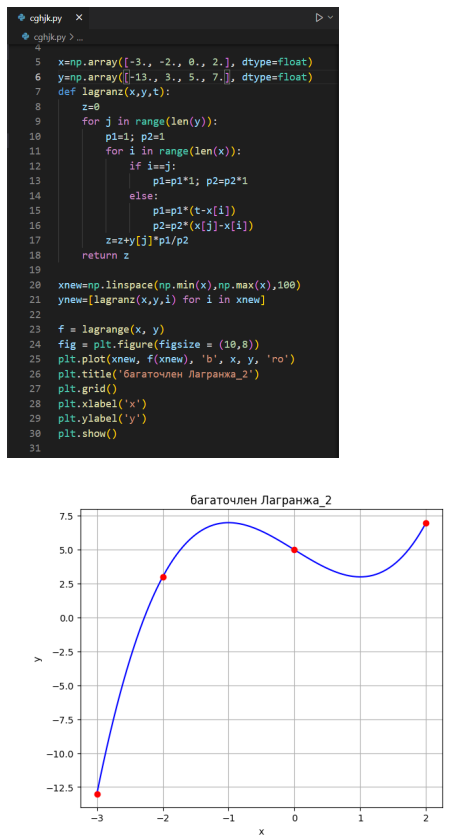 cghjk.py ×
cghjk.py > ...
4
5 x=np.array([-3., -2., 0., 2.], dtype=float)
6 y=np.array([-13., 3., 5., 7.], dtype=float)
7 def lagranz(x,y,t):
8 z=0
9 for j in range(len(y)):
10 p1=1; p2=1
11 for i in range(len(x)):
12 if i==j:
13 p1=p1*1; p2=p2*1
14 else:
15 p1=p1*(t-x[i])
16 p2=p2*(x[j]-x[i])
17 z=z+y[j]*p1/p2
18 return z
19
20 xnew=np.linspace(np.min(x),np.max(x),100)
21 ynew=[lagranz(x,y,i) for i in xnew]
22
23 f = lagrange(x, y)
24 fig = plt.figure(figsize = (10,8))
25 plt.plot(xnew, f(xnew), 'b', x, y, 'ro')
26 plt.title('багаточлен Лагранжа_2')
27 plt.grid()
28 plt.xlabel('x')
29 plt.ylabel('y')
30 plt.show()
31
багаточлен Лагранжа_2
7.5
5.0
2.5
0.0
−2.5
−5.0
−7.5
−10.0
−12.5
y
−3 −2 −1 0 1 2
x